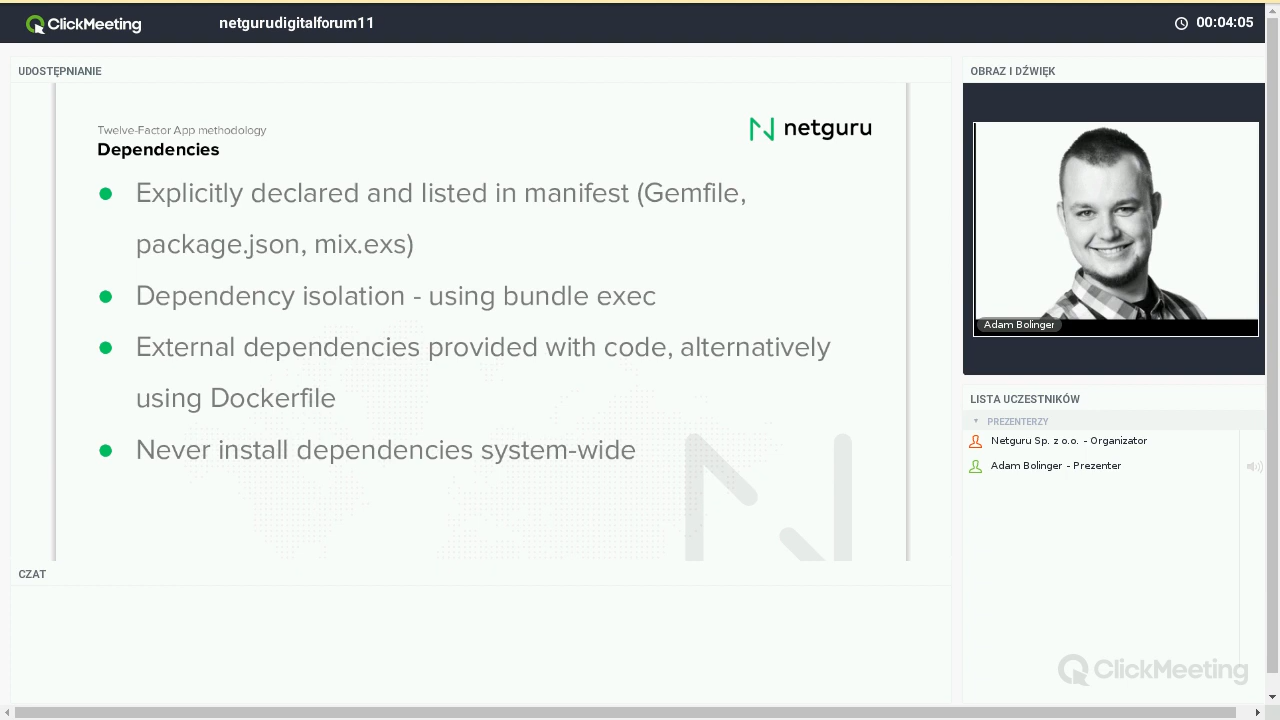 ClickMeeting
netgurudigitalforum11
00:04:05
UDOSTĘPNIANIE
Twelve-Factor App methodology
netguru
Dependencies
Explicitly declared and listed in manifest (Gemfile,
package.json, mix.exs)
Dependency isolation - using bundle exec
External dependencies provided with code, alternatively
using Dockerfile
Never install dependencies system-wide
CZAT
OBRAZ I DŹWIĘK
Adam Bolinger
LISTA UCZESTNIKÓW
PREZENTERZY
Netguru Sp. z o.o. - Organizator
Adam Bolinger - Prezenter
ClickMeeting